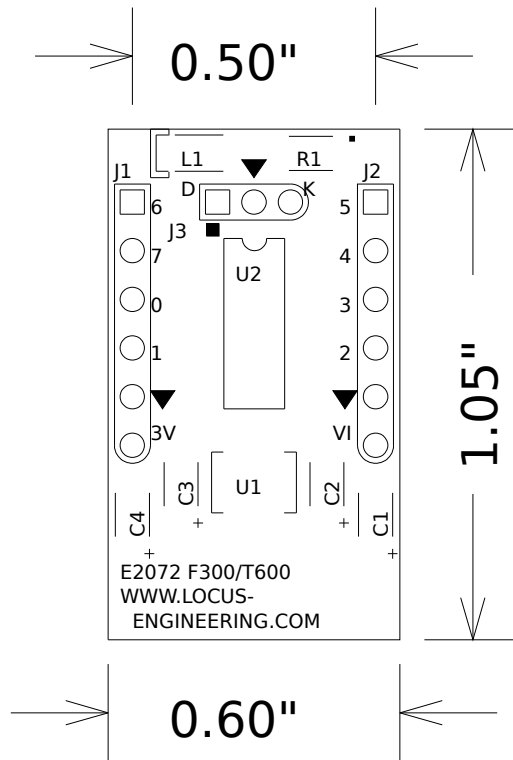 0.50"
L1
R1
J1
J2
D
K
6
5
J3
7
4
U2
0
3
1
2
1.05"
3V
VI
C3
U1
C2
C4
C1
+
+
+
+
E2072 F300/T600
WWW.LOCUS-
ENGINEERING.COM
0.60"